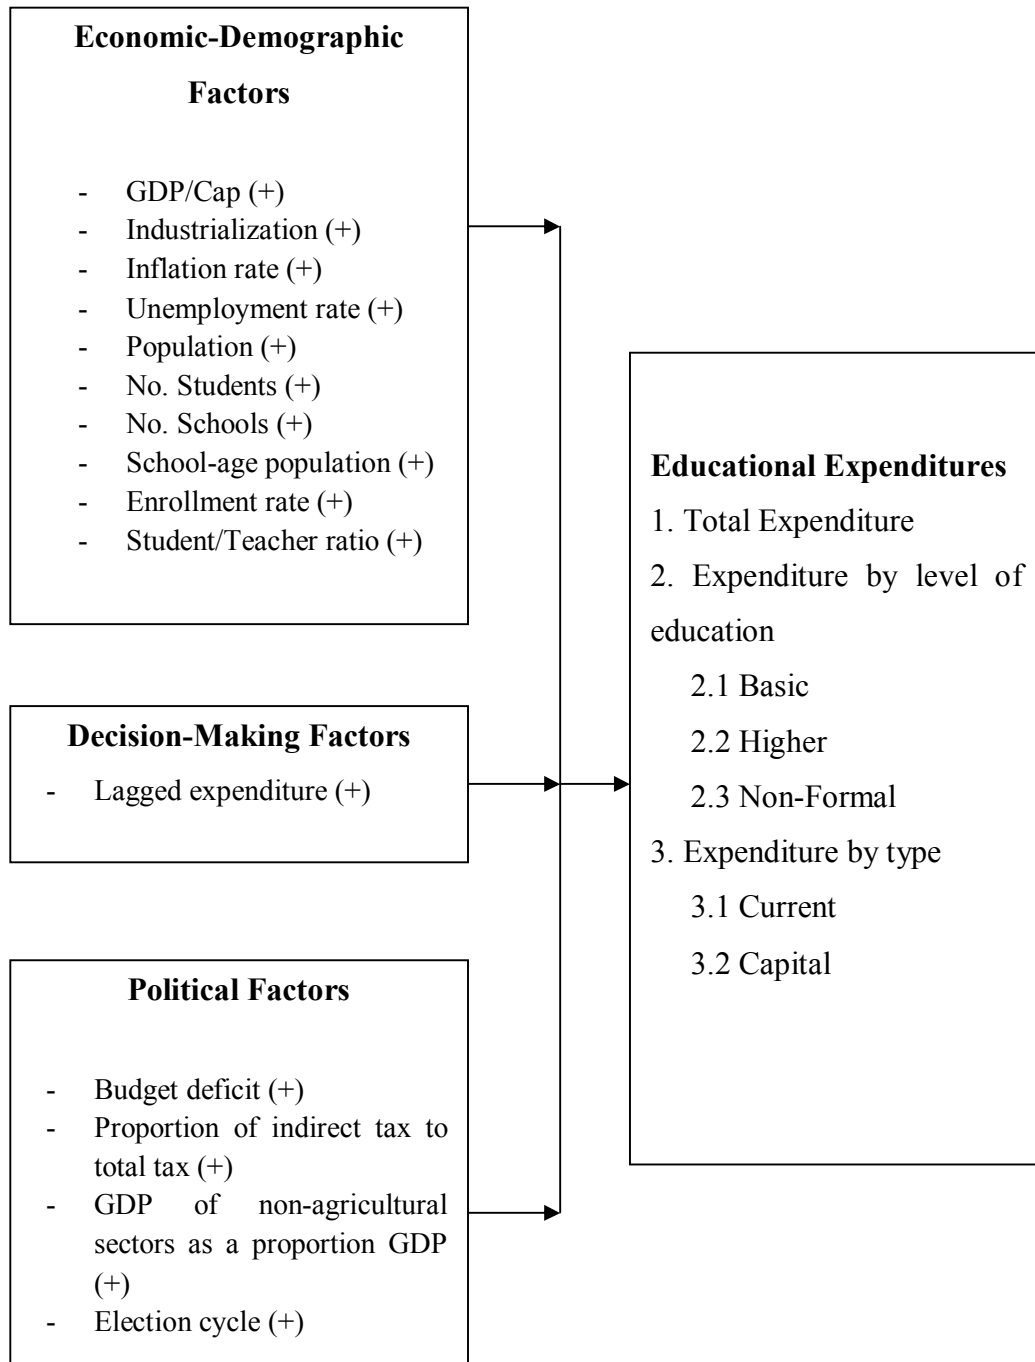 Economic-Demographic
Factors
- GDP/Cap (+)
- Industrialization (+)
- Inflation rate (+)
- Unemployment rate (+)
- Population (+)
- No. Students (+)
- No. Schools (+)
- School-age population (+)
- Enrollment rate (+)
- Student/Teacher ratio (+)
Decision-Making Factors
- Lagged expenditure (+)
Political Factors
- Budget deficit (+)
- Proportion of indirect tax to
total tax (+)
- GDP of non-agricultural
sectors as a proportion GDP
(+)
- Election cycle (+)
Educational Expenditures
1. Total Expenditure
2. Expenditure by level of
education
2.1 Basic
2.2 Higher
2.3 Non-Formal
3. Expenditure by type
3.1 Current
3.2 Capital